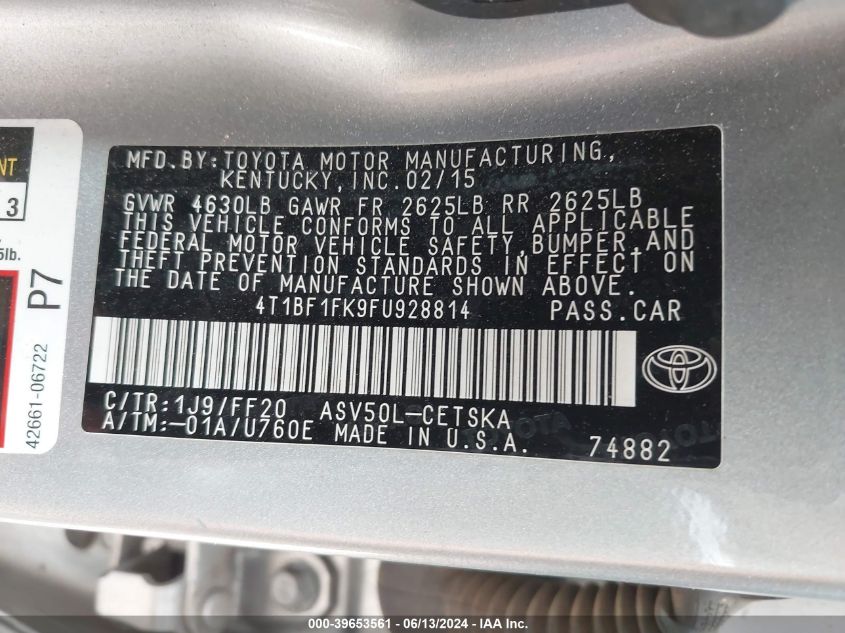 MFD.BY:TOYOTA MOTOR MANUFACTURING,
KENTUCKY,INC.02/15
GVWR 4630LB GAWR FR 2625LB RR 2625LB
THIS VEHICLE CONFORMS TO ALL APPLICABLE
FEDERAL MOTOR VEHICLE SAFETY,BUMPER,AND
THEFT PREVENTION STANDARDS IN EFFECT ON
THE DATE OF MANUFACTURE SHOWN ABOVE.
4T1BF1FK9FU928814 PASS.CAR
C/TR:1J9/FF20 ASV50L-CETSKA
A/TM:-01A/U760E MADE IN U.S.A. 74882
3
5lb.
P7
42661-06722
000-39653561 - 06/13/2024 - IAA Inc.